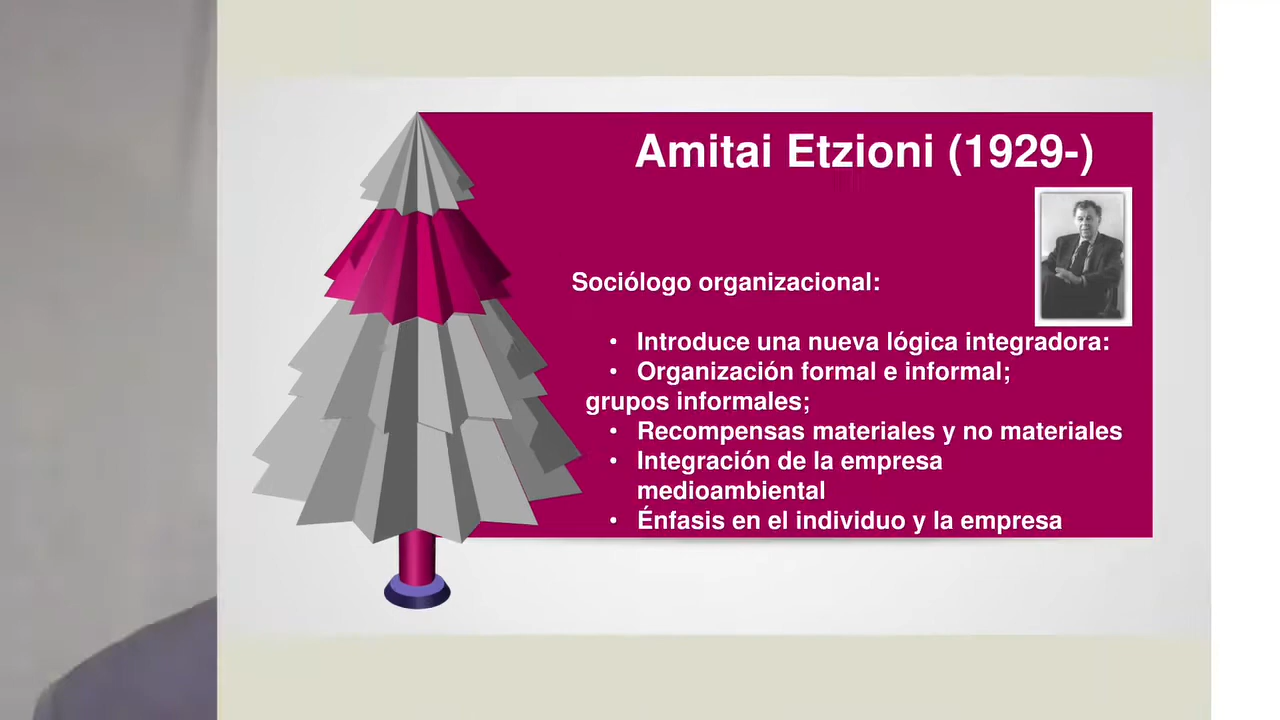 Amitai Etzioni (1929-)
Sociólogo organizacional:
• Introduce una nueva lógica integradora:
• Organización formal e informal;
grupos informales;
• Recompensas materiales y no materiales
• Integración de la empresa
medioambiental
• Énfasis en el individuo y la empresa